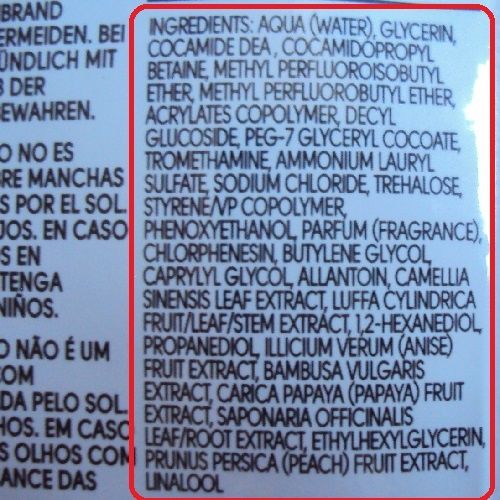 BRAND
ERMEIDEN. BEI
ÜNDLICH MIT
ß DER
EWAHREN.
O NO ES
BRE MANCHAS
S POR EL SOL.
JOS. EN CASO
S EN
TENGA
NIÑOS.
O NÃO É UM
COM
DA PELO SOL.
HOS. EM CASO
S OLHOS COM
ANCE DAS
INGREDIENTS: AQUA (WATER), GLYCERIN,
COCAMIDE DEA , COCAMIDOPROPYL
BETAINE, METHYL PERFLUOROISOBUTYL
ETHER, METHYL PERFLUOROBUTYL ETHER,
ACRYLATES COPOLYMER, DECYL
GLUCOSIDE, PEG-7 GLYCERYL COCOATE,
TROMETHAMINE, AMMONIUM LAURYL
SULFATE, SODIUM CHLORIDE, TREHALOSE,
STYRENE/VP COPOLYMER,
PHENOXYETHANOL, PARFUM (FRAGRANCE),
CHLORPHENESIN, BUTYLENE GLYCOL,
CAPRYLYL GLYCOL, ALLANTOIN, CAMELLIA
SINENSIS LEAF EXTRACT, LUFFA CYLINDRICA
FRUIT/LEAF/STEM EXTRACT, 1,2-HEXANEDIOL,
PROPANEDIOL, ILLICIUM VERUM (ANISE)
FRUIT EXTRACT, BAMBUSA VULGARIS
EXTRACT, CARICA PAPAYA (PAPAYA) FRUIT
EXTRACT, SAPONARIA OFFICINALIS
LEAF/ROOT EXTRACT, ETHYLHEXYLGLYCERIN,
PRUNUS PERSICA (PEACH) FRUIT EXTRACT,
LINALOOL